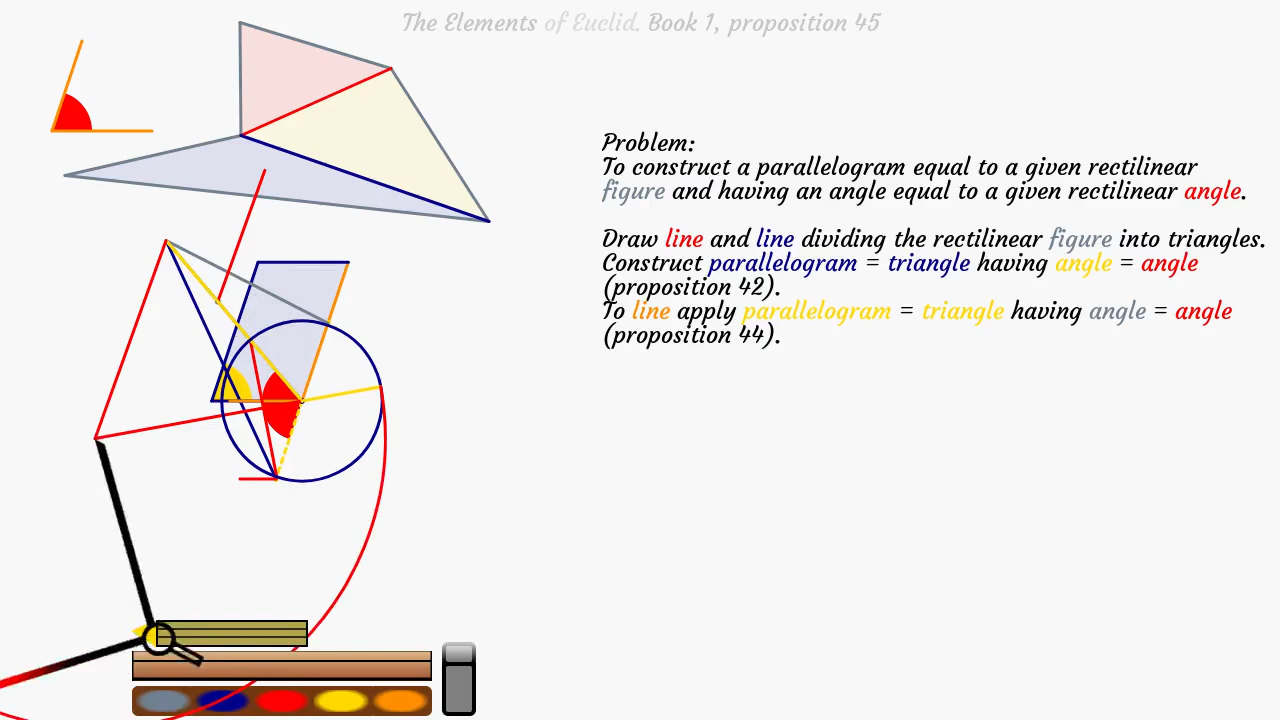 The Elements of Euclid. Book 1, proposition 45
Problem:
To construct a parallelogram equal to a given rectilinear
figure and having an angle equal to a given rectilinear angle.
Draw line and line dividing the rectilinear figure into triangles.
Construct parallelogram = triangle having angle = angle
(proposition 42).
To line apply parallelogram = triangle having angle = angle
(proposition 44).